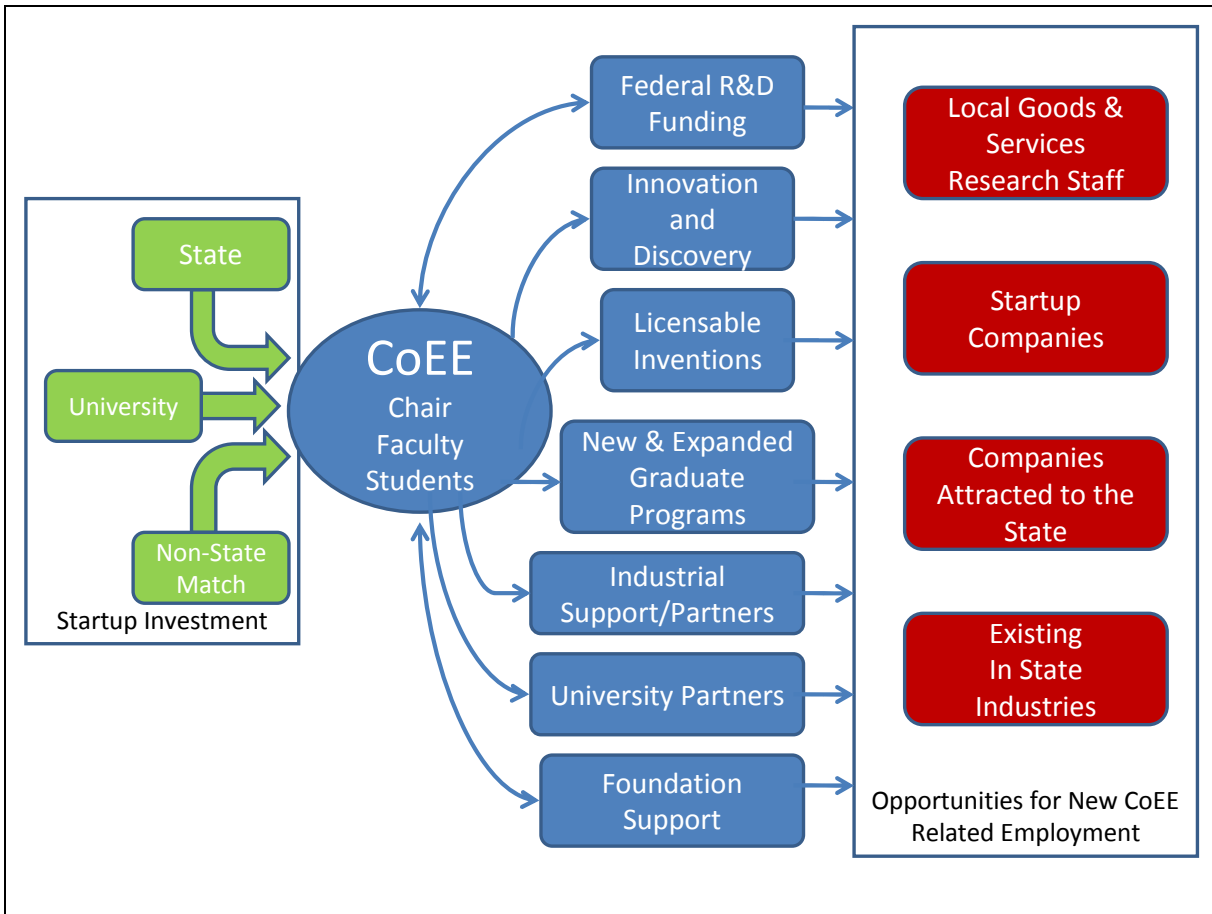 State
University
Non-State
Match
Startup Investment
CoEE
Chair
Faculty
Students
Federal R&D
Funding
Innovation
and
Discovery
Licensable
Inventions
New & Expanded
Graduate
Programs
Industrial
Support/Partners
University Partners
Foundation
Support
Local Goods &
Services
Research Staff
Startup
Companies
Companies
Attracted to the
State
Existing
In State
Industries
Opportunities for New CoEE
Related Employment